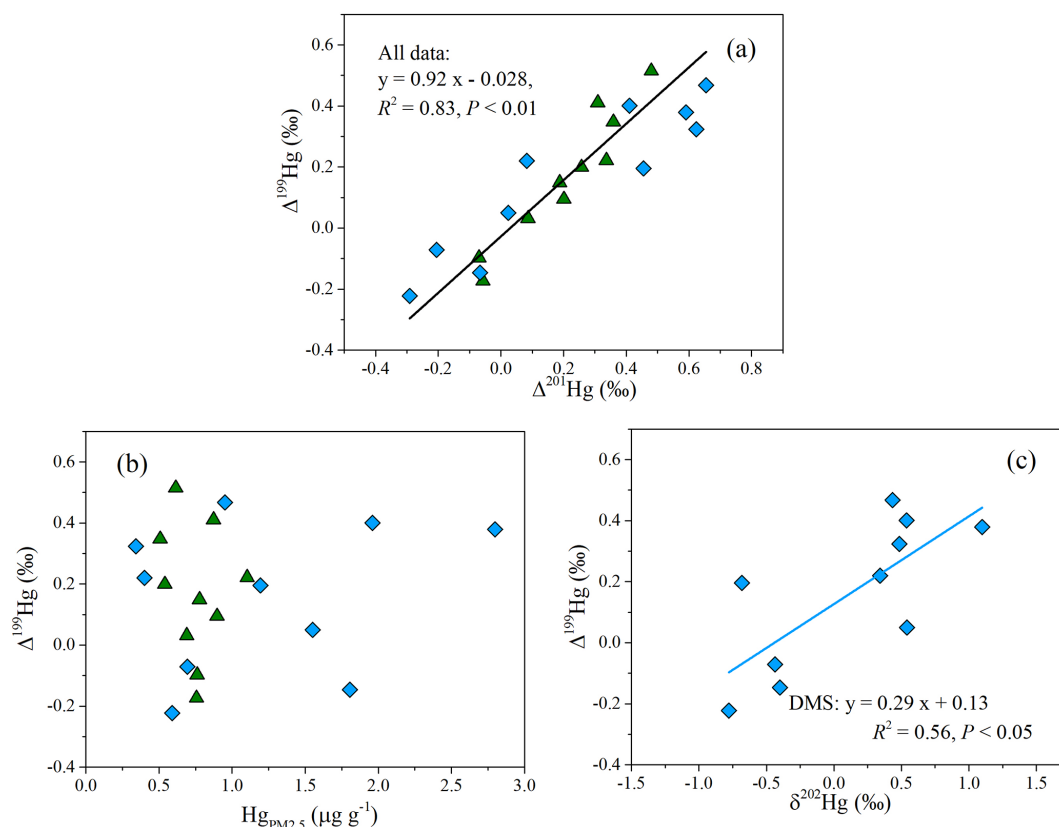 (a)
All data:
y = 0.92 x - 0.028,
R² = 0.83, P < 0.01
Δ¹⁹⁹Hg (‰)
0.6
0.4
0.2
0.0
-0.2
-0.4
-0.4 -0.2 0.0 0.2 0.4 0.6 0.8
Δ²⁰¹Hg (‰)
(b)
Δ¹⁹⁹Hg (‰)
0.6
0.4
0.2
0.0
-0.2
-0.4
0.0 0.5 1.0 1.5 2.0 2.5 3.0
Hg_PM2.5 (μg g⁻¹)
(c)
Δ¹⁹⁹Hg (‰)
0.6
0.4
0.2
0.0
-0.2
-0.4
DMS: y = 0.29 x + 0.13
R² = 0.56, P < 0.05
-1.5 -1.0 -0.5 0.0 0.5 1.0 1.5
δ²⁰²Hg (‰)